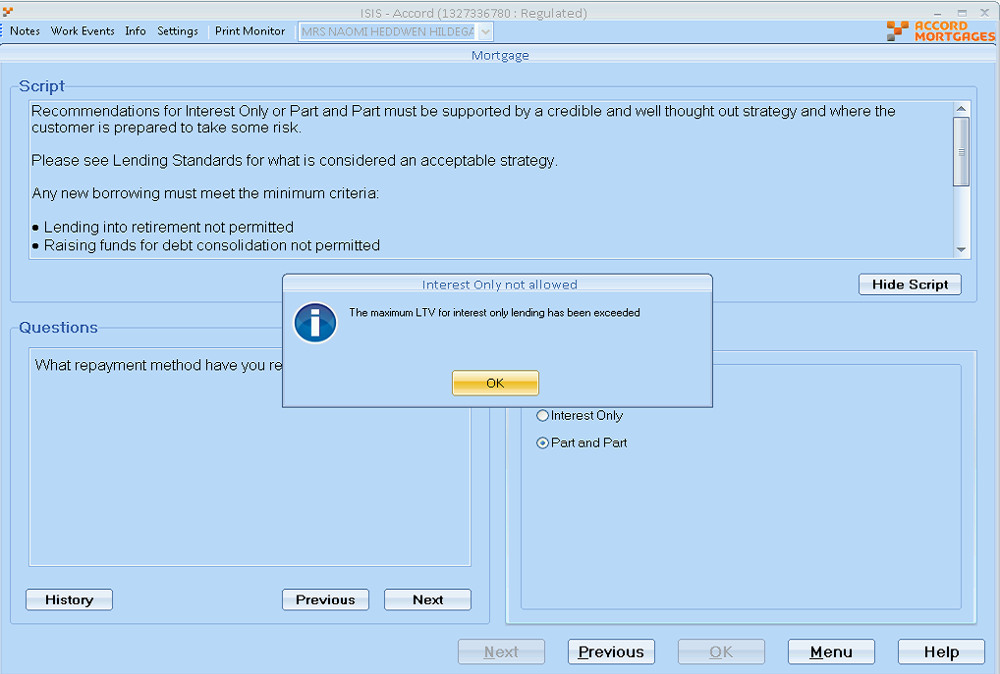 ISIS - Accord (1327336780 : Regulated)
Notes Work Events Info Settings Print Monitor MRS NAOMI HEDDWEN HILDEGA
ACCORD
MORTGAGES
Mortgage
Script
Recommendations for Interest Only or Part and Part must be supported by a credible and well thought out strategy and where the
customer is prepared to take some risk.
Please see Lending Standards for what is considered an acceptable strategy.
Any new borrowing must meet the minimum criteria:
• Lending into retirement not permitted
• Raising funds for debt consolidation not permitted
Hide Script
Interest Only not allowed
The maximum LTV for interest only lending has been exceeded
OK
Questions
What repayment method have you re
Interest Only
Part and Part
History Previous Next
Next Previous OK Menu Help